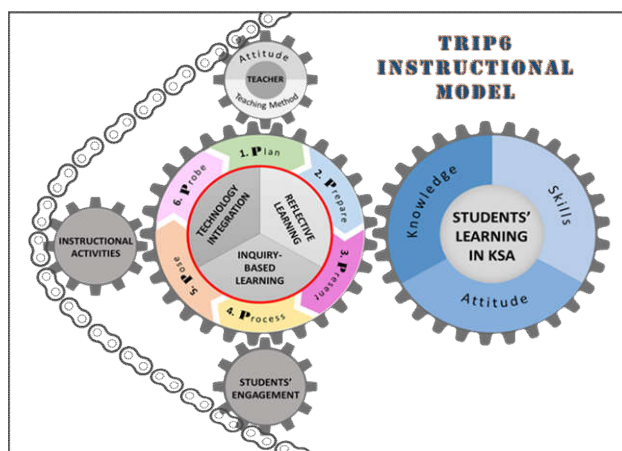 TRIP6
INSTRUCTIONAL
MODEL
Attitude
TEACHER
Teaching Method
1. Plan
2. Prepare
3. Present
4. Process
5. Pose
6. Probe
TECHNOLOGY
INTEGRATION
REFLECTIVE
LEARNING
INQUIRY-
BASED
LEARNING
INSTRUCTIONAL
ACTIVITIES
STUDENTS'
ENGAGEMENT
Knowledge
Skills
Attitude
STUDENTS'
LEARNING
IN KSA